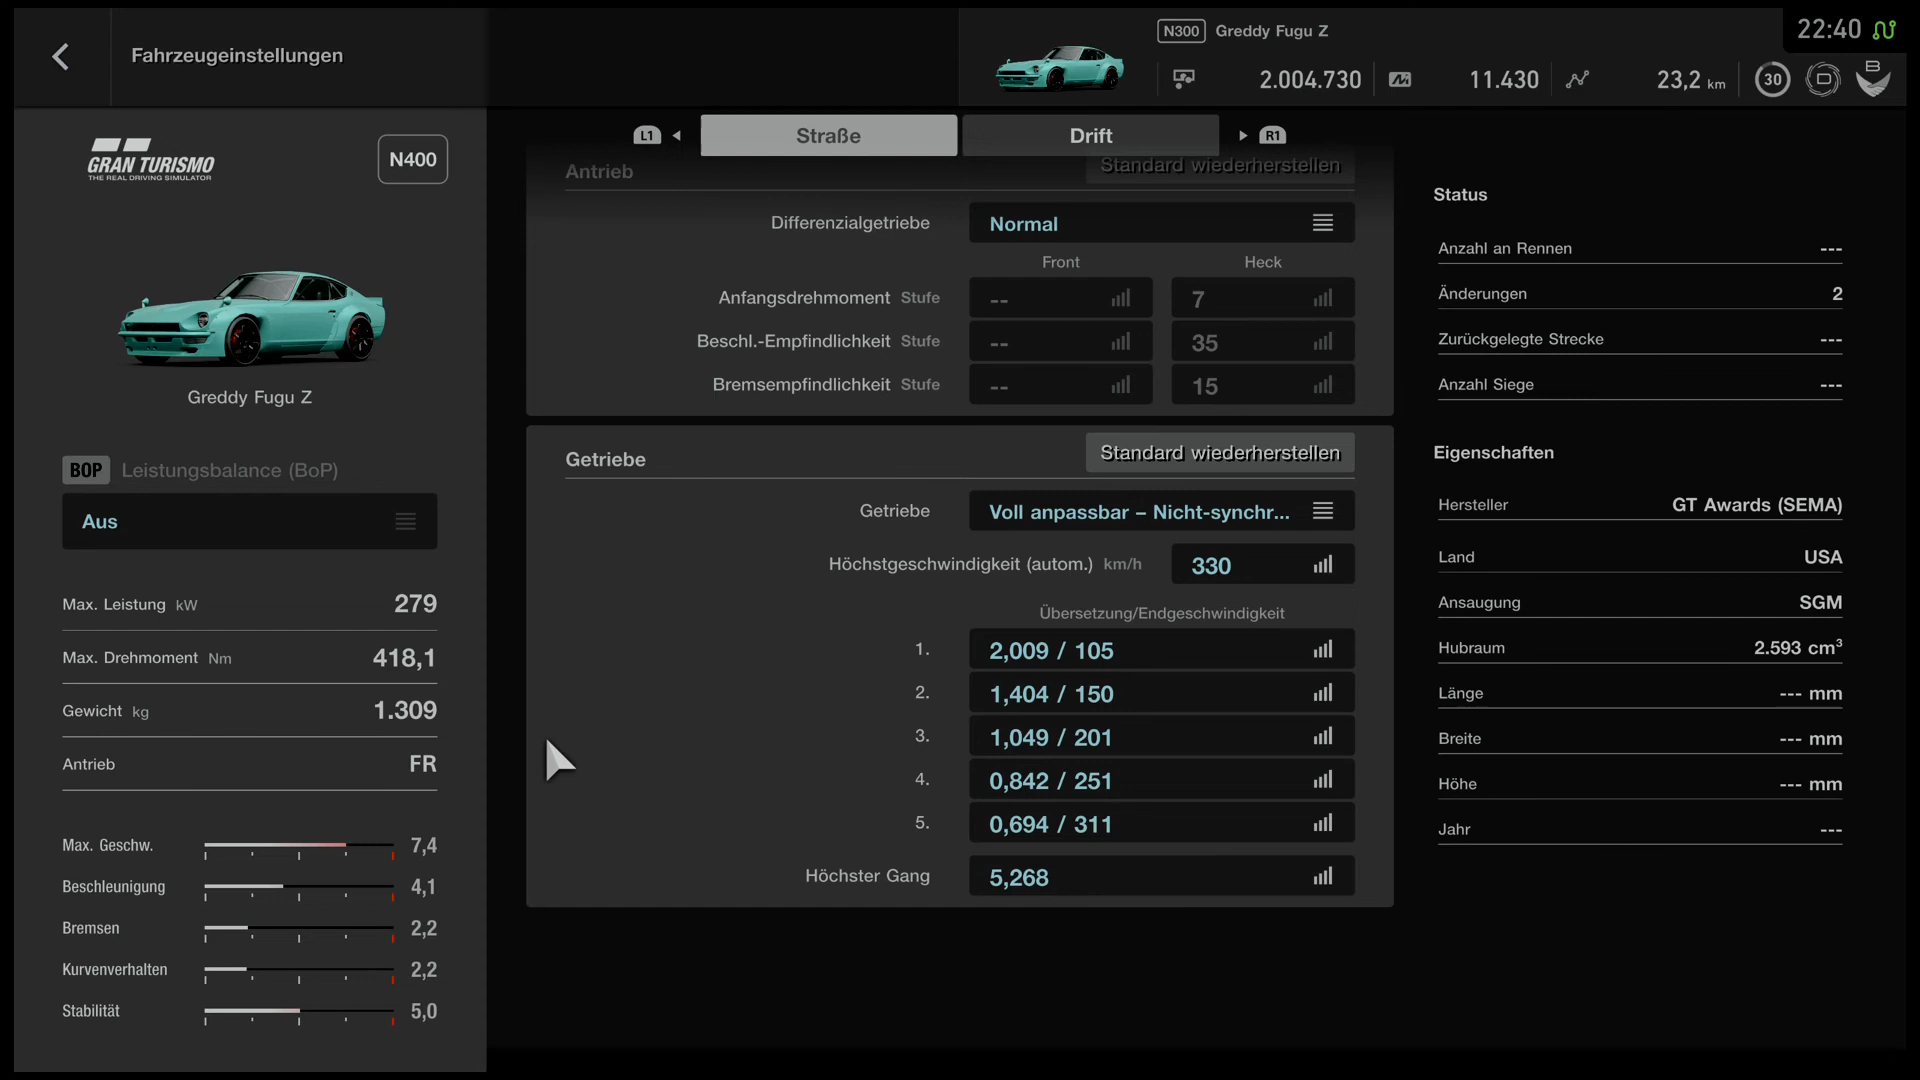 Fahrzeugeinstellungen
N300 Greddy Fugu Z
22:40
2.004.730
11.430
23,2 km
30
B
GRAN TURISMO
THE REAL DRIVING SIMULATOR
N400
Greddy Fugu Z
BOP Leistungsbalance (BoP)
Aus
Max. Leistung kW 279
Max. Drehmoment Nm 418,1
Gewicht kg 1.309
Antrieb FR
Max. Geschw. 7,4
Beschleunigung 4,1
Bremsen 2,2
Kurvenverhalten 2,2
Stabilität 5,0
L1 Straße Drift R1
Antrieb Standard wiederherstellen
Differenzialgetriebe Normal
Front Heck
Anfangsdrehmoment Stufe -- 7
Beschl.-Empfindlichkeit Stufe -- 35
Bremsempfindlichkeit Stufe -- 15
Getriebe Standard wiederherstellen
Getriebe Voll anpassbar – Nicht-synchr...
Höchstgeschwindigkeit (autom.) km/h 330
Übersetzung/Endgeschwindigkeit
1. 2,009 / 105
2. 1,404 / 150
3. 1,049 / 201
4. 0,842 / 251
5. 0,694 / 311
Höchster Gang 5,268
Status
Anzahl an Rennen ---
Änderungen 2
Zurückgelegte Strecke ---
Anzahl Siege ---
Eigenschaften
Hersteller GT Awards (SEMA)
Land USA
Ansaugung SGM
Hubraum 2.593 cm³
Länge --- mm
Breite --- mm
Höhe --- mm
Jahr ---